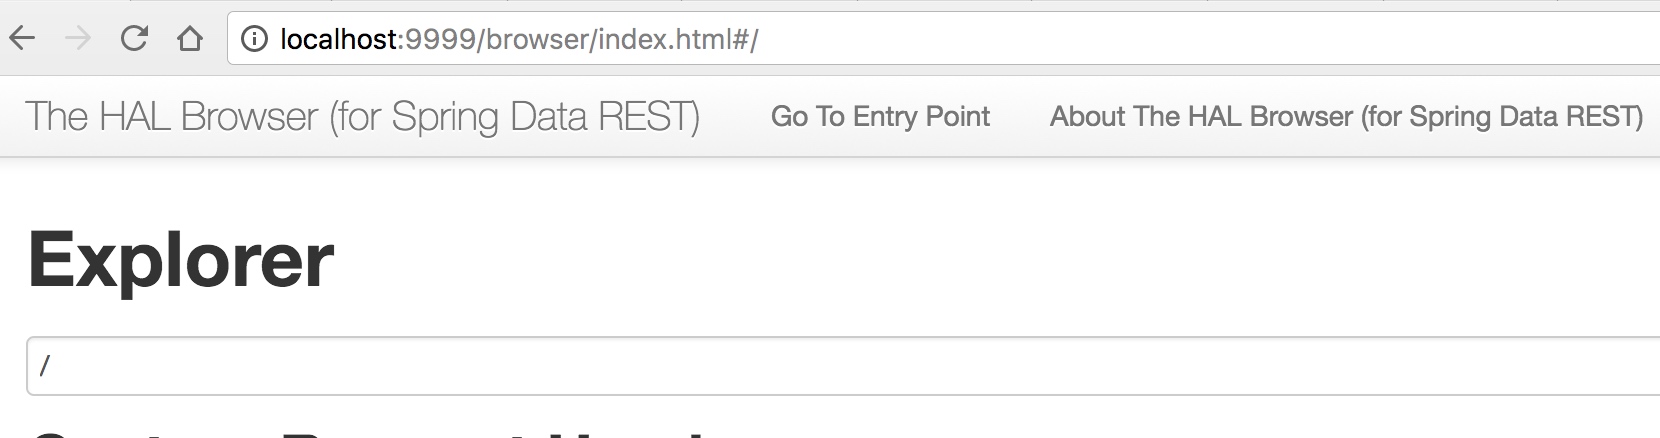 localhost:9999/browser/index.html#/
The HAL Browser (for Spring Data REST) Go To Entry Point About The HAL Browser (for Spring Data REST)
Explorer
/